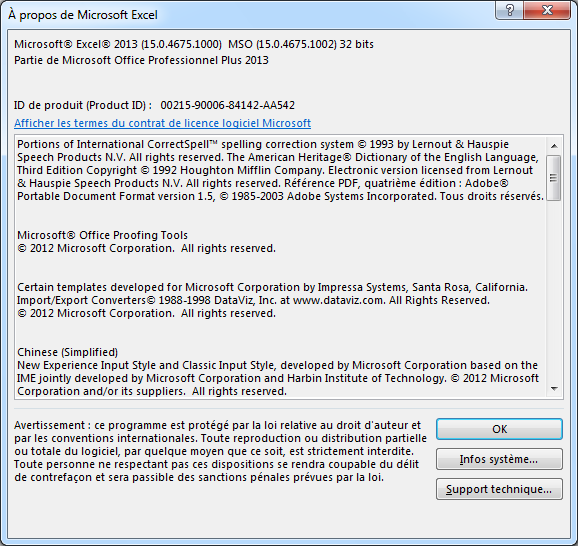 À propos de Microsoft Excel
Microsoft® Excel® 2013 (15.0.4675.1000)  MSO (15.0.4675.1002) 32 bits
Partie de Microsoft Office Professionnel Plus 2013
ID de produit (Product ID) :   00215-90006-84142-AA542
Afficher les termes du contrat de licence logiciel Microsoft
Portions of International CorrectSpell™ spelling correction system © 1993 by Lernout & Hauspie
Speech Products N.V. All rights reserved. The American Heritage® Dictionary of the English Language,
Third Edition Copyright © 1992 Houghton Mifflin Company. Electronic version licensed from Lernout
& Hauspie Speech Products N.V. All rights reserved. Référence PDF, quatrième édition : Adobe®
Portable Document Format version 1.5, © 1985-2003 Adobe Systems Incorporated. Tous droits réservés.
Microsoft® Office Proofing Tools
© 2012 Microsoft Corporation.  All rights reserved.
Certain templates developed for Microsoft Corporation by Impressa Systems, Santa Rosa, California.
Import/Export Converters© 1988-1998 DataViz, Inc. at www.dataviz.com. All Rights Reserved.
© 2012 Microsoft Corporation.  All rights reserved.
Chinese (Simplified)
New Experience Input Style and Classic Input Style, developed by Microsoft Corporation based on the
IME jointly developed by Microsoft Corporation and Harbin Institute of Technology. © 2012 Microsoft
Corporation and/or its suppliers.  All rights reserved.
Avertissement : ce programme est protégé par la loi relative au droit d'auteur et
par les conventions internationales. Toute reproduction ou distribution partielle
ou totale du logiciel, par quelque moyen que ce soit, est strictement interdite.
Toute personne ne respectant pas ces dispositions se rendra coupable du délit
de contrefaçon et sera passible des sanctions pénales prévues par la loi.
OK
Infos système...
Support technique...